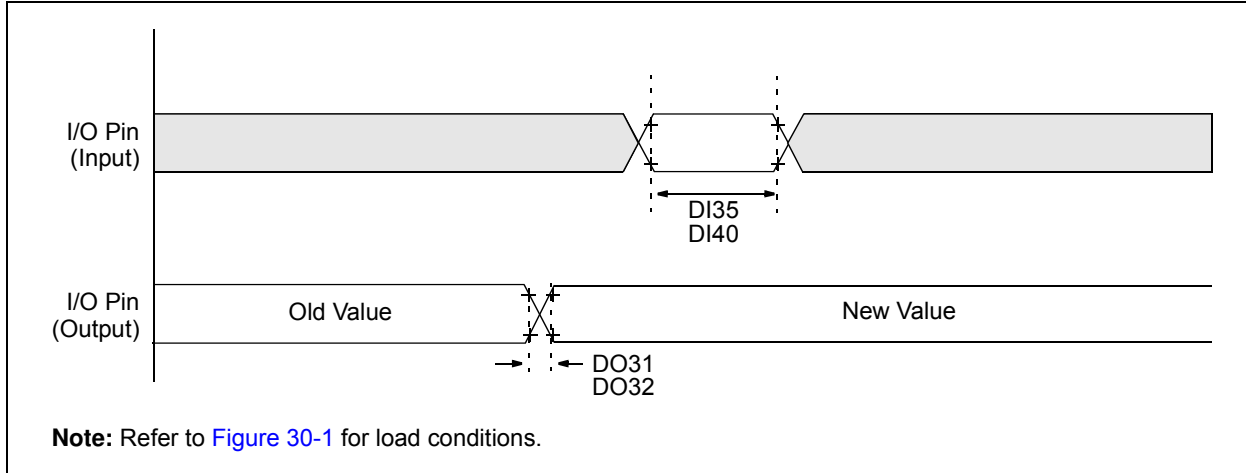 I/O Pin
(Input)
DI35
DI40
I/O Pin
(Output)
Old Value
New Value
DO31
DO32
Note: Refer to Figure 30-1 for load conditions.